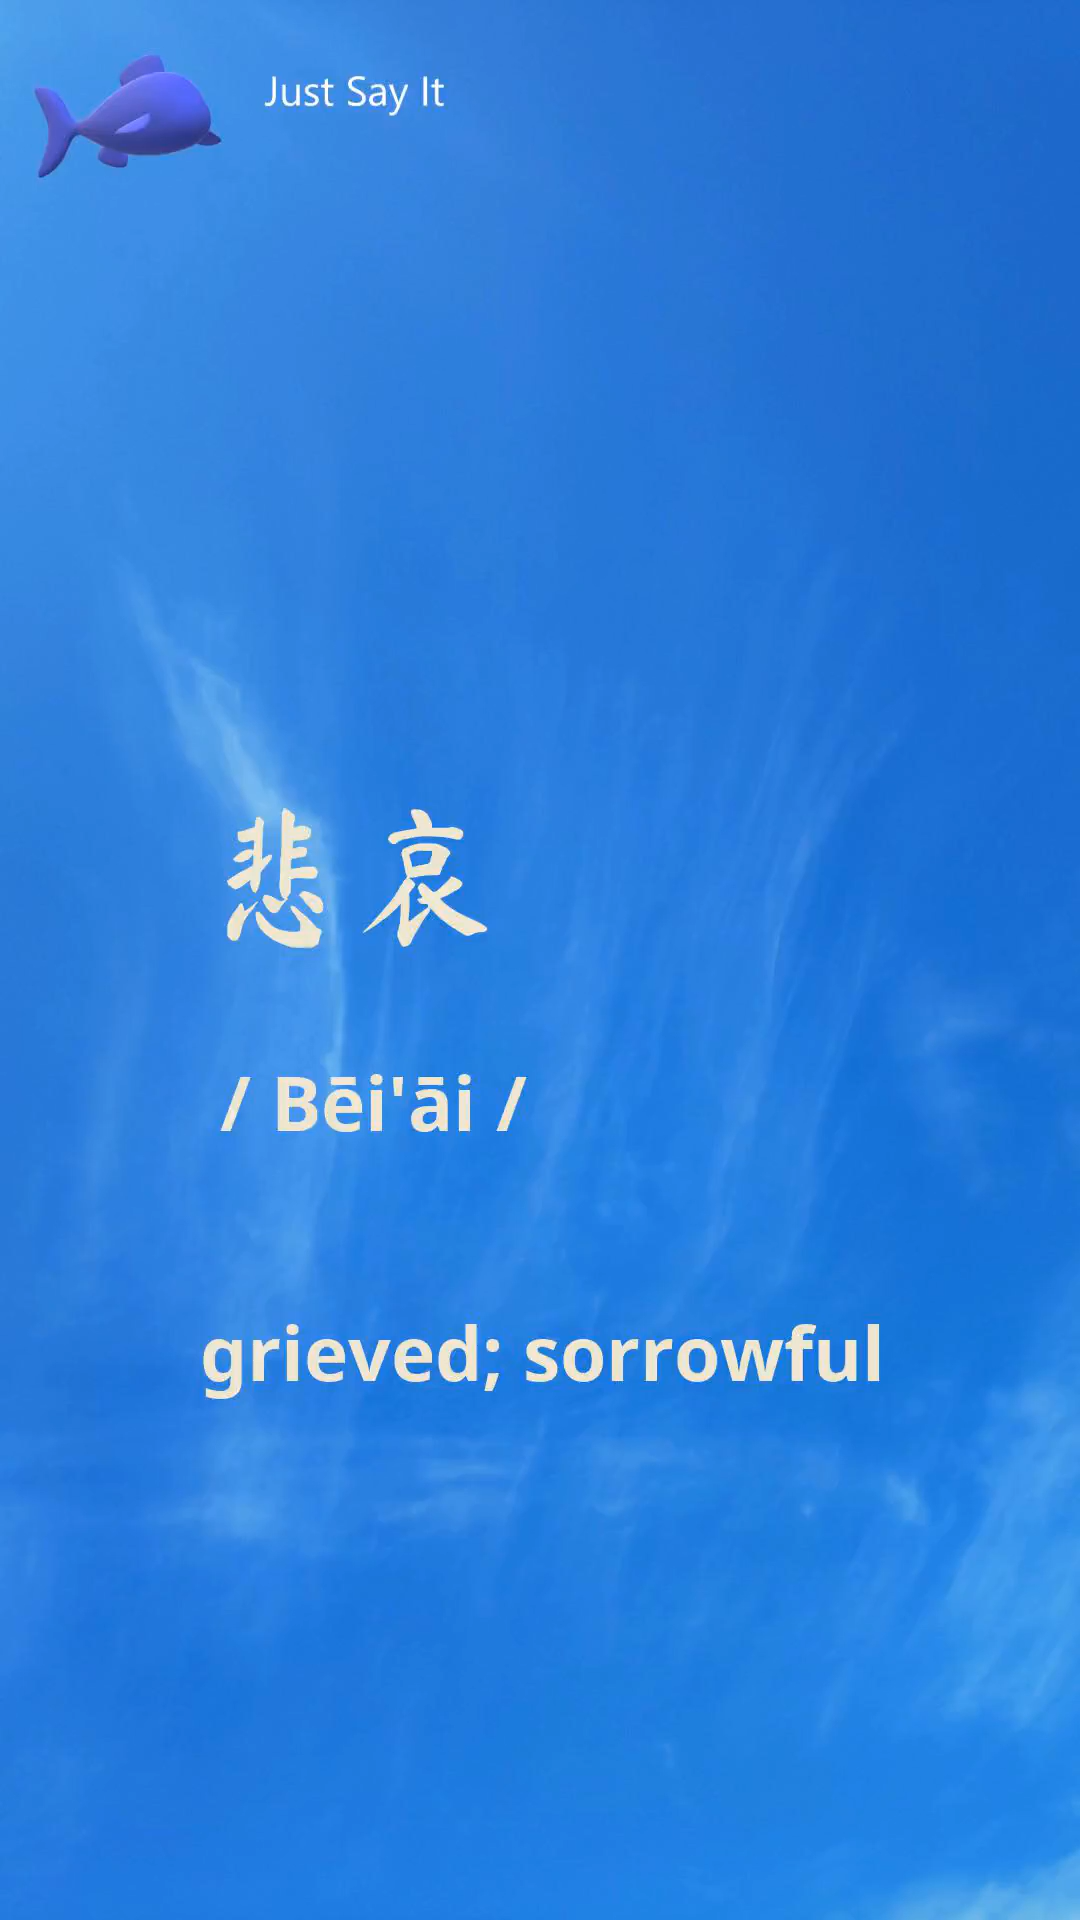 Just Say It
悲哀
/ Bēi'āi /
grieved; sorrowful